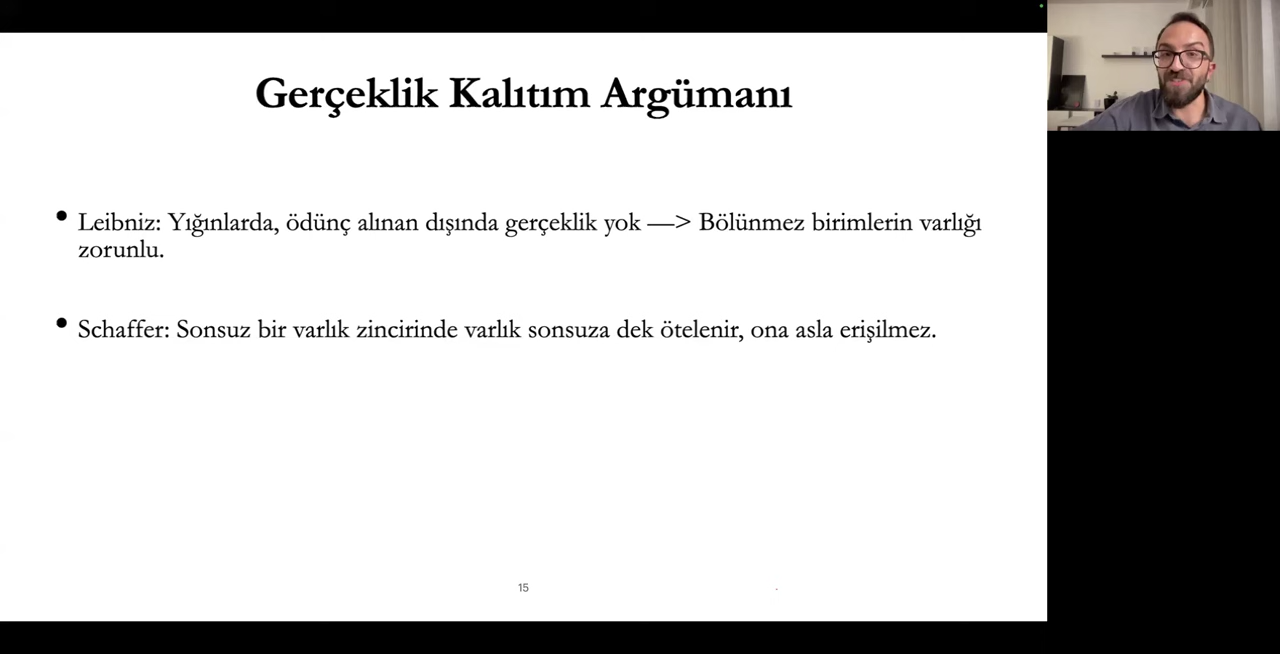 Gerçeklik Kalıtım Argümanı
• Leibniz: Yığınlarda, ödünç alınan dışında gerçeklik yok —> Bölünmez birimlerin varlığı
zorunlu.
• Schaffer: Sonsuz bir varlık zincirinde varlık sonsuza dek ötelenir, ona asla erişilmez.
15